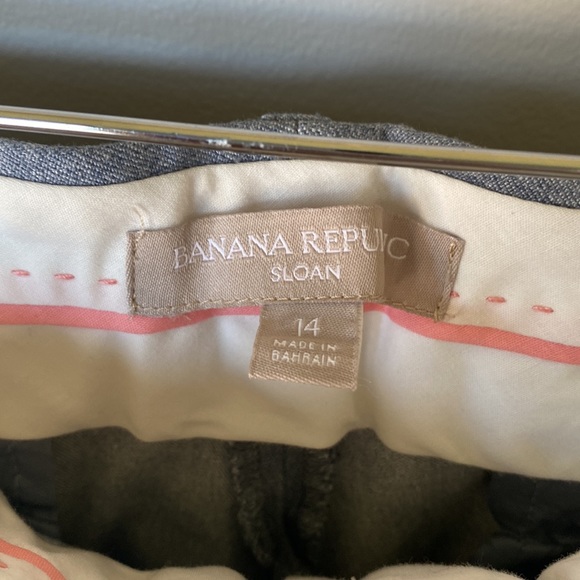 BANANA REPUBLIC
SLOAN
14
MADE IN
BAHRAIN